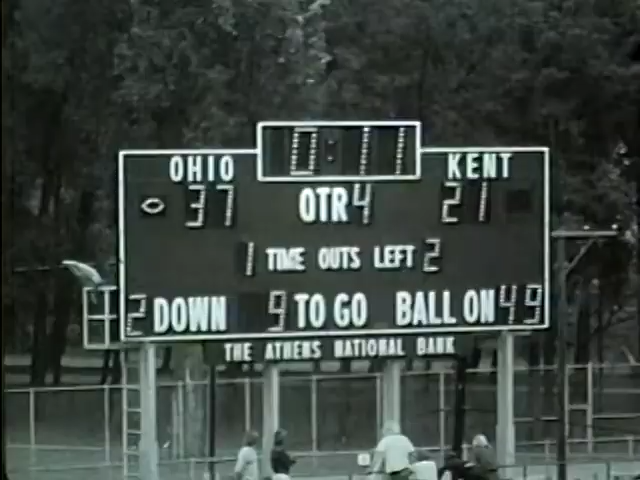 0:11
OHIO KENT
37 QTR 4 21
1 TIME OUTS LEFT 2
2 DOWN 9 TO GO BALL ON 49
THE ATHENS NATIONAL BANK